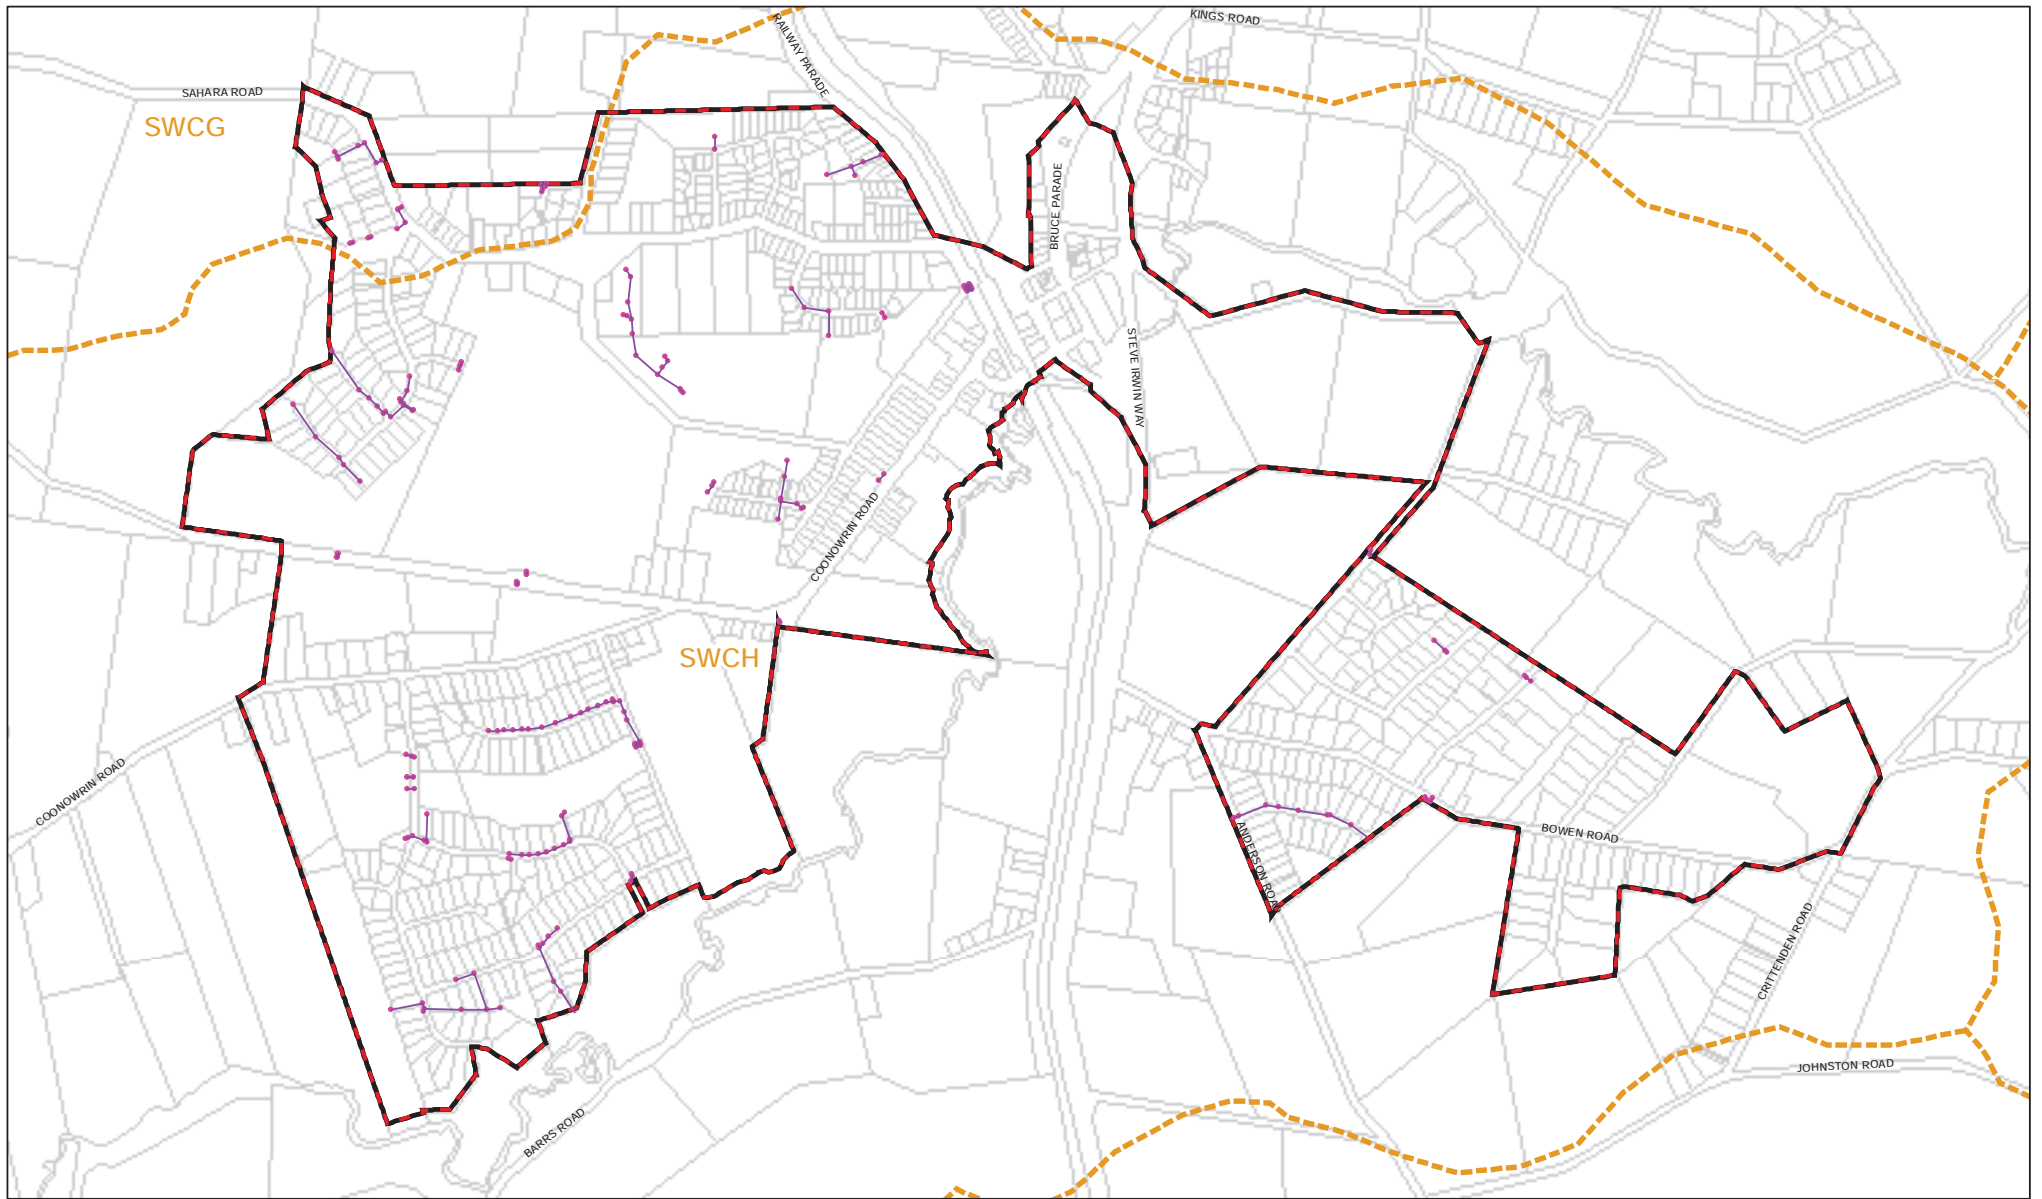 KINGS ROAD
RAILWAY PARADE
SAHARA ROAD
SWCG
BRUCE PARADE
STEVE IRWIN WAY
COONOWRIN ROAD
SWCH
COONOWRIN ROAD
BOWEN ROAD
ANDERSON ROAD
CRITTENDEN ROAD
JOHNSTON ROAD
BARRS ROAD